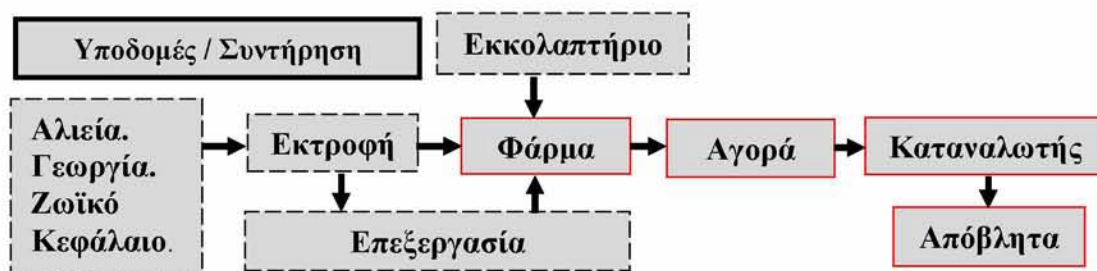 Υποδομές / Συντήρηση
Εκκολαπτήριο
Αλιεία.
Γεωργία.
Ζωϊκό
Κεφάλαιο.
Εκτροφή
Φάρμα
Αγορά
Καταναλωτής
Επεξεργασία
Απόβλητα